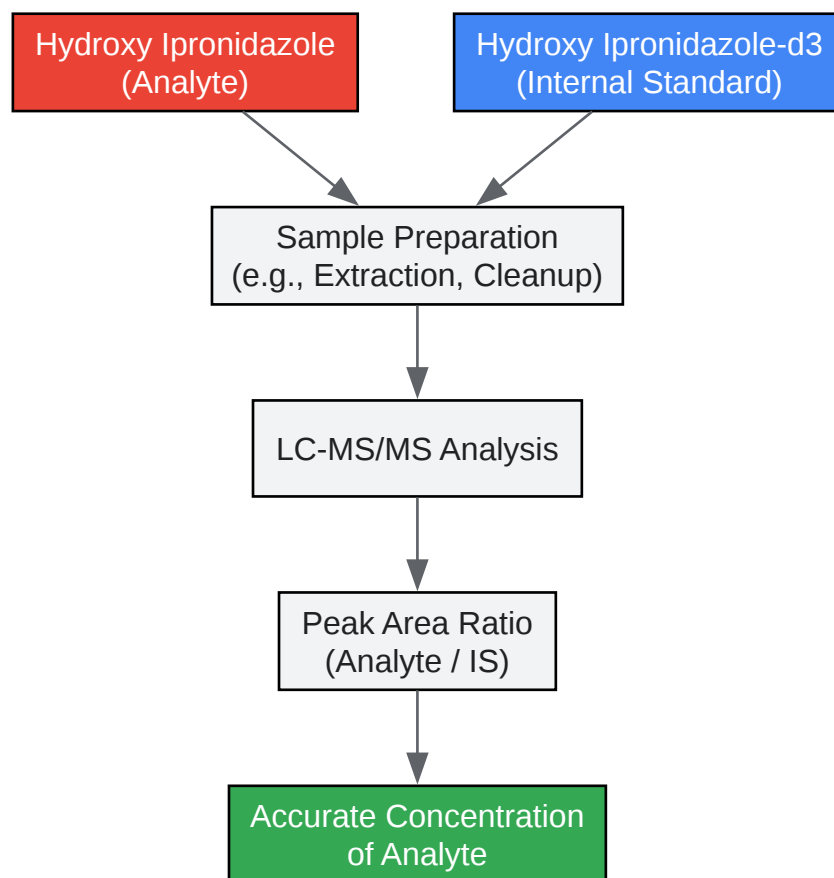 Hydroxy Ipronidazole
(Analyte)
Hydroxy Ipronidazole-d3
(Internal Standard)
Sample Preparation
(e.g., Extraction, Cleanup)
LC-MS/MS Analysis
Peak Area Ratio
(Analyte / IS)
Accurate Concentration
of Analyte